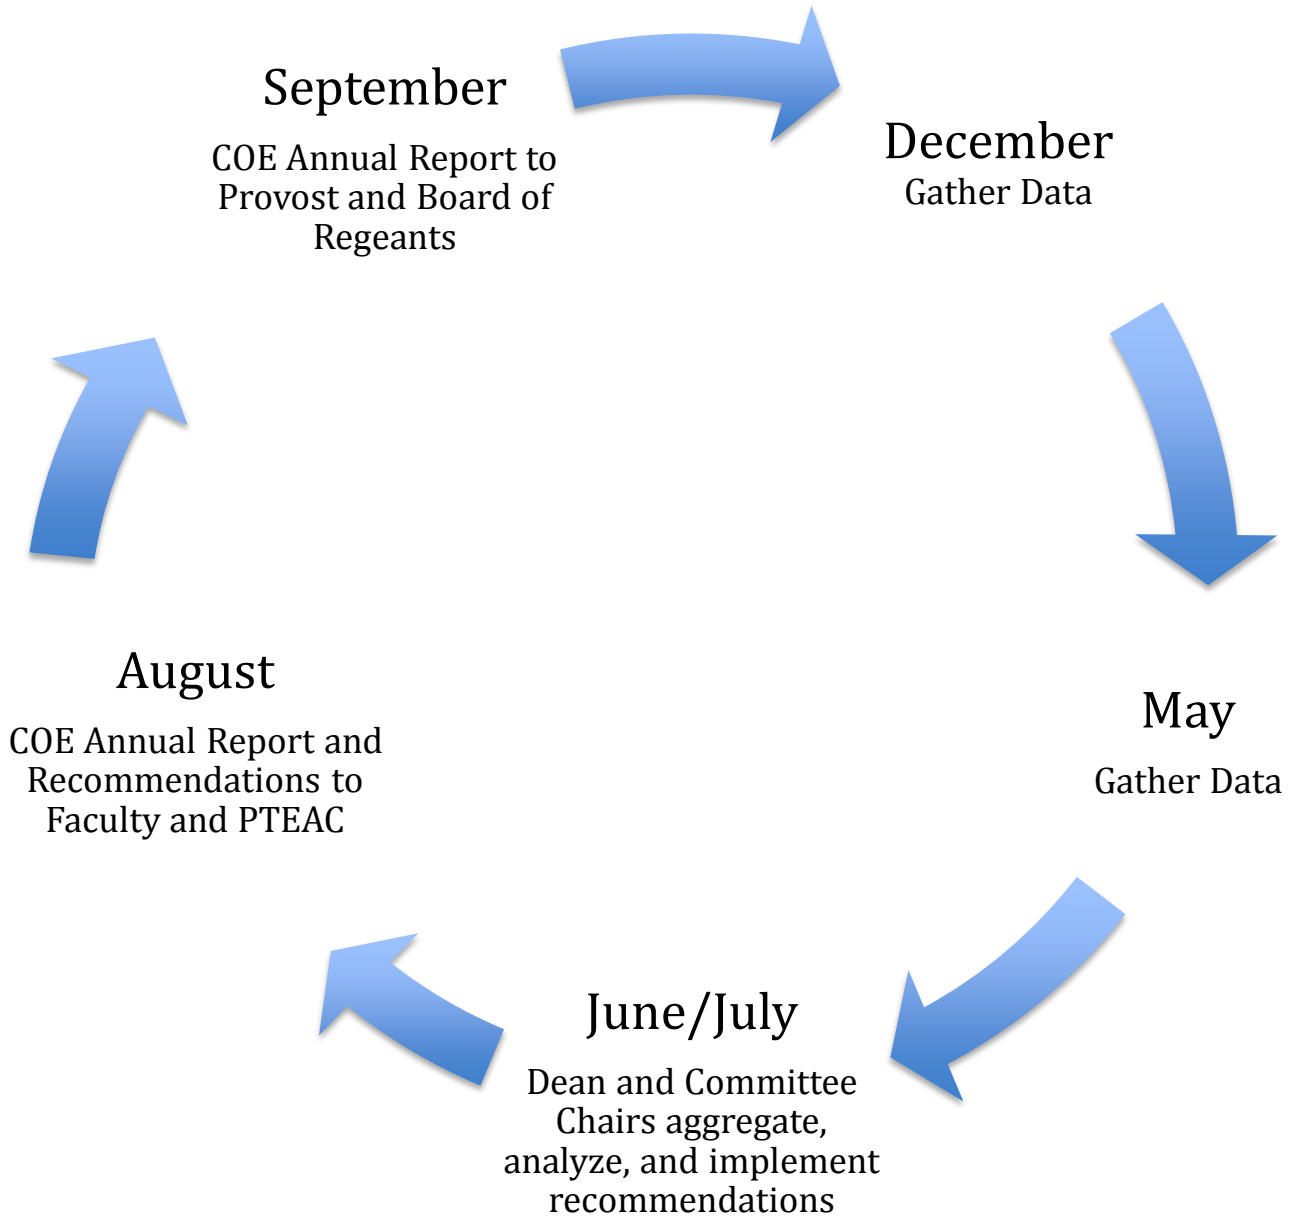 September
COE Annual Report to
Provost and Board of
Regeants
December
Gather Data
May
Gather Data
June/July
Dean and Committee
Chairs aggregate,
analyze, and implement
recommendations
August
COE Annual Report and
Recommendations to
Faculty and PTEAC